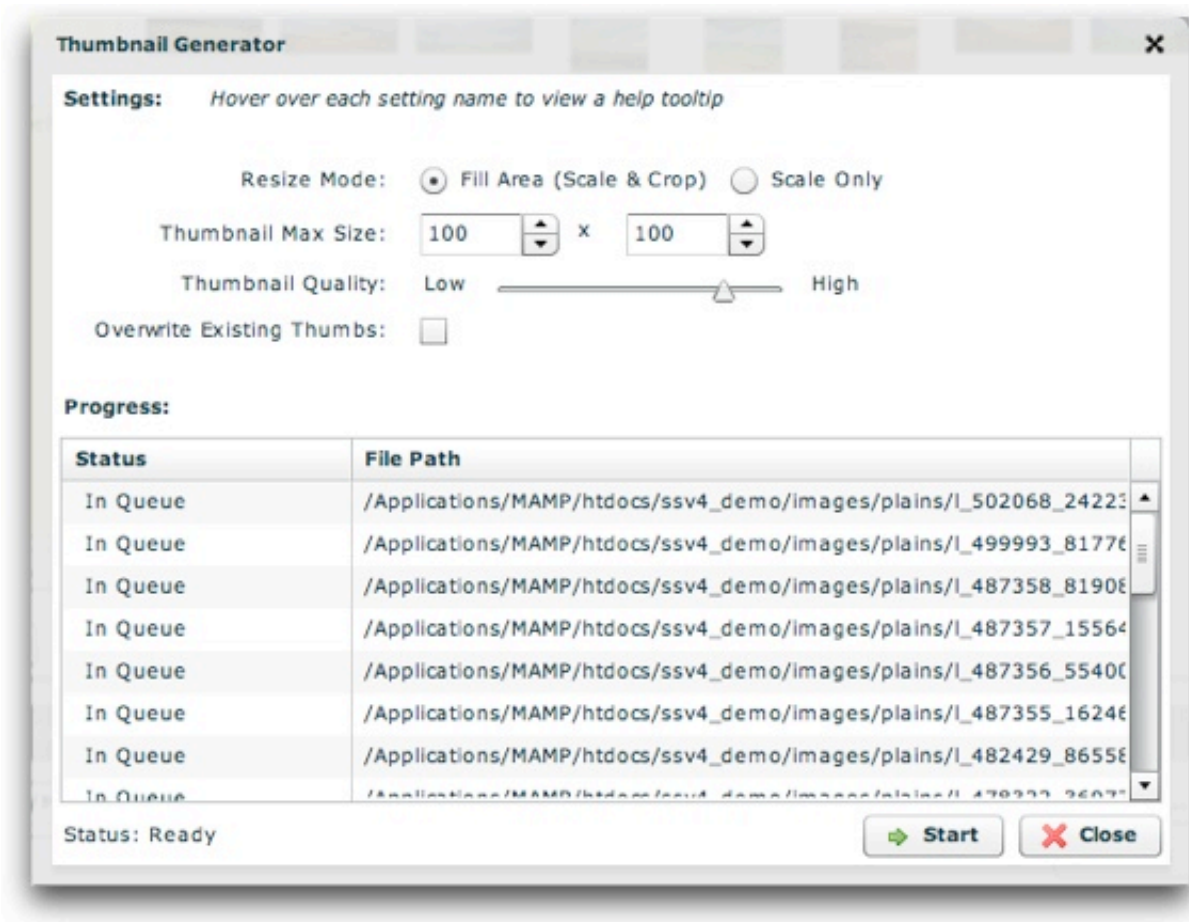 Thumbnail Generator
Settings: Hover over each setting name to view a help tooltip
Resize Mode: Fill Area (Scale & Crop) Scale Only
Thumbnail Max Size: 100 x 100
Thumbnail Quality: Low High
Overwrite Existing Thumbs:
Progress:
Status File Path
In Queue /Applications/MAMP/htdocs/ssv4_demo/images/plains/l_502068_24223
In Queue /Applications/MAMP/htdocs/ssv4_demo/images/plains/l_499993_81776
In Queue /Applications/MAMP/htdocs/ssv4_demo/images/plains/l_487358_81908
In Queue /Applications/MAMP/htdocs/ssv4_demo/images/plains/l_487357_15564
In Queue /Applications/MAMP/htdocs/ssv4_demo/images/plains/l_487356_55400
In Queue /Applications/MAMP/htdocs/ssv4_demo/images/plains/l_487355_16246
In Queue /Applications/MAMP/htdocs/ssv4_demo/images/plains/l_482429_86558
In Queue
Status: Ready Start Close